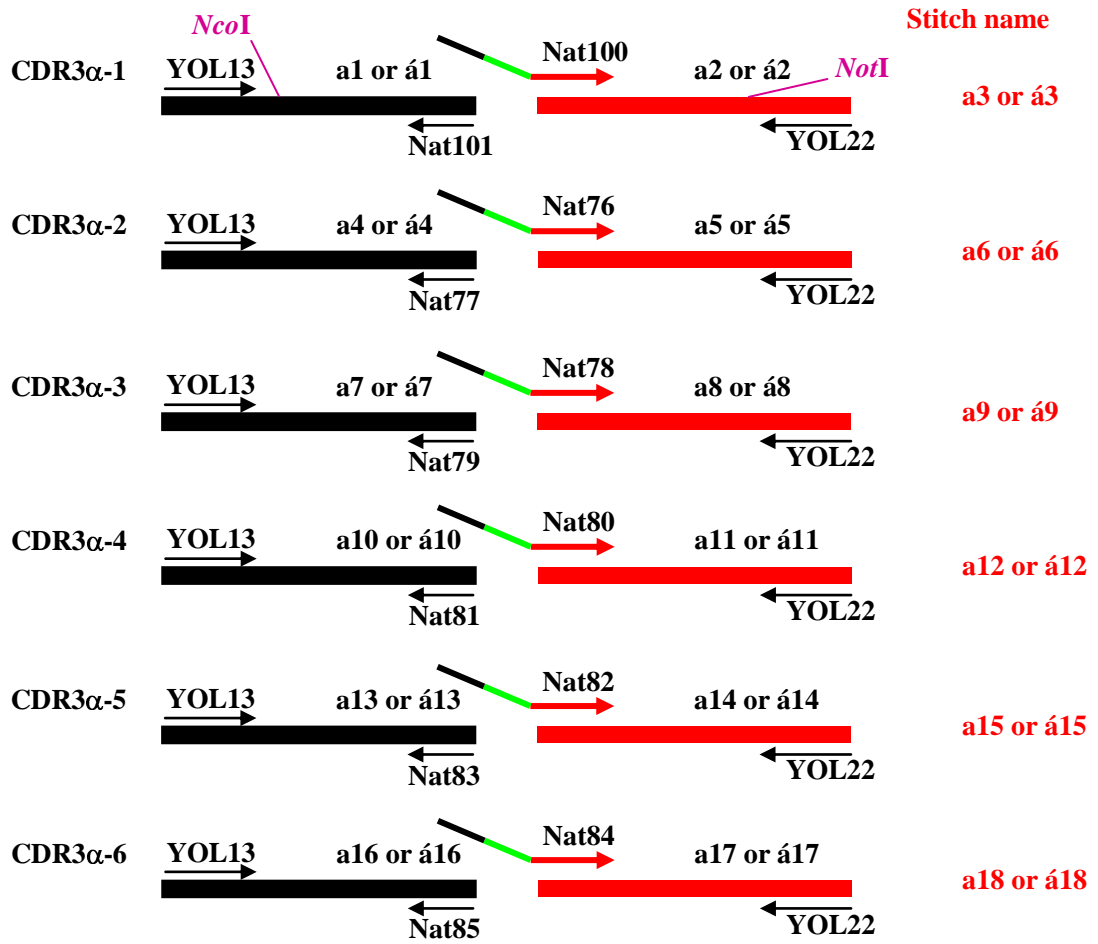 Stitch name
NcoI
CDR3α-1
YOL13
a1 or á1
Nat100
a2 or á2
NotI
a3 or á3
Nat101
YOL22
CDR3α-2
YOL13
a4 or á4
Nat76
a5 or á5
a6 or á6
Nat77
YOL22
CDR3α-3
YOL13
a7 or á7
Nat78
a8 or á8
a9 or á9
Nat79
YOL22
CDR3α-4
YOL13
a10 or á10
Nat80
a11 or á11
a12 or á12
Nat81
YOL22
CDR3α-5
YOL13
a13 or á13
Nat82
a14 or á14
a15 or á15
Nat83
YOL22
CDR3α-6
YOL13
a16 or á16
Nat84
a17 or á17
a18 or á18
Nat85
YOL22